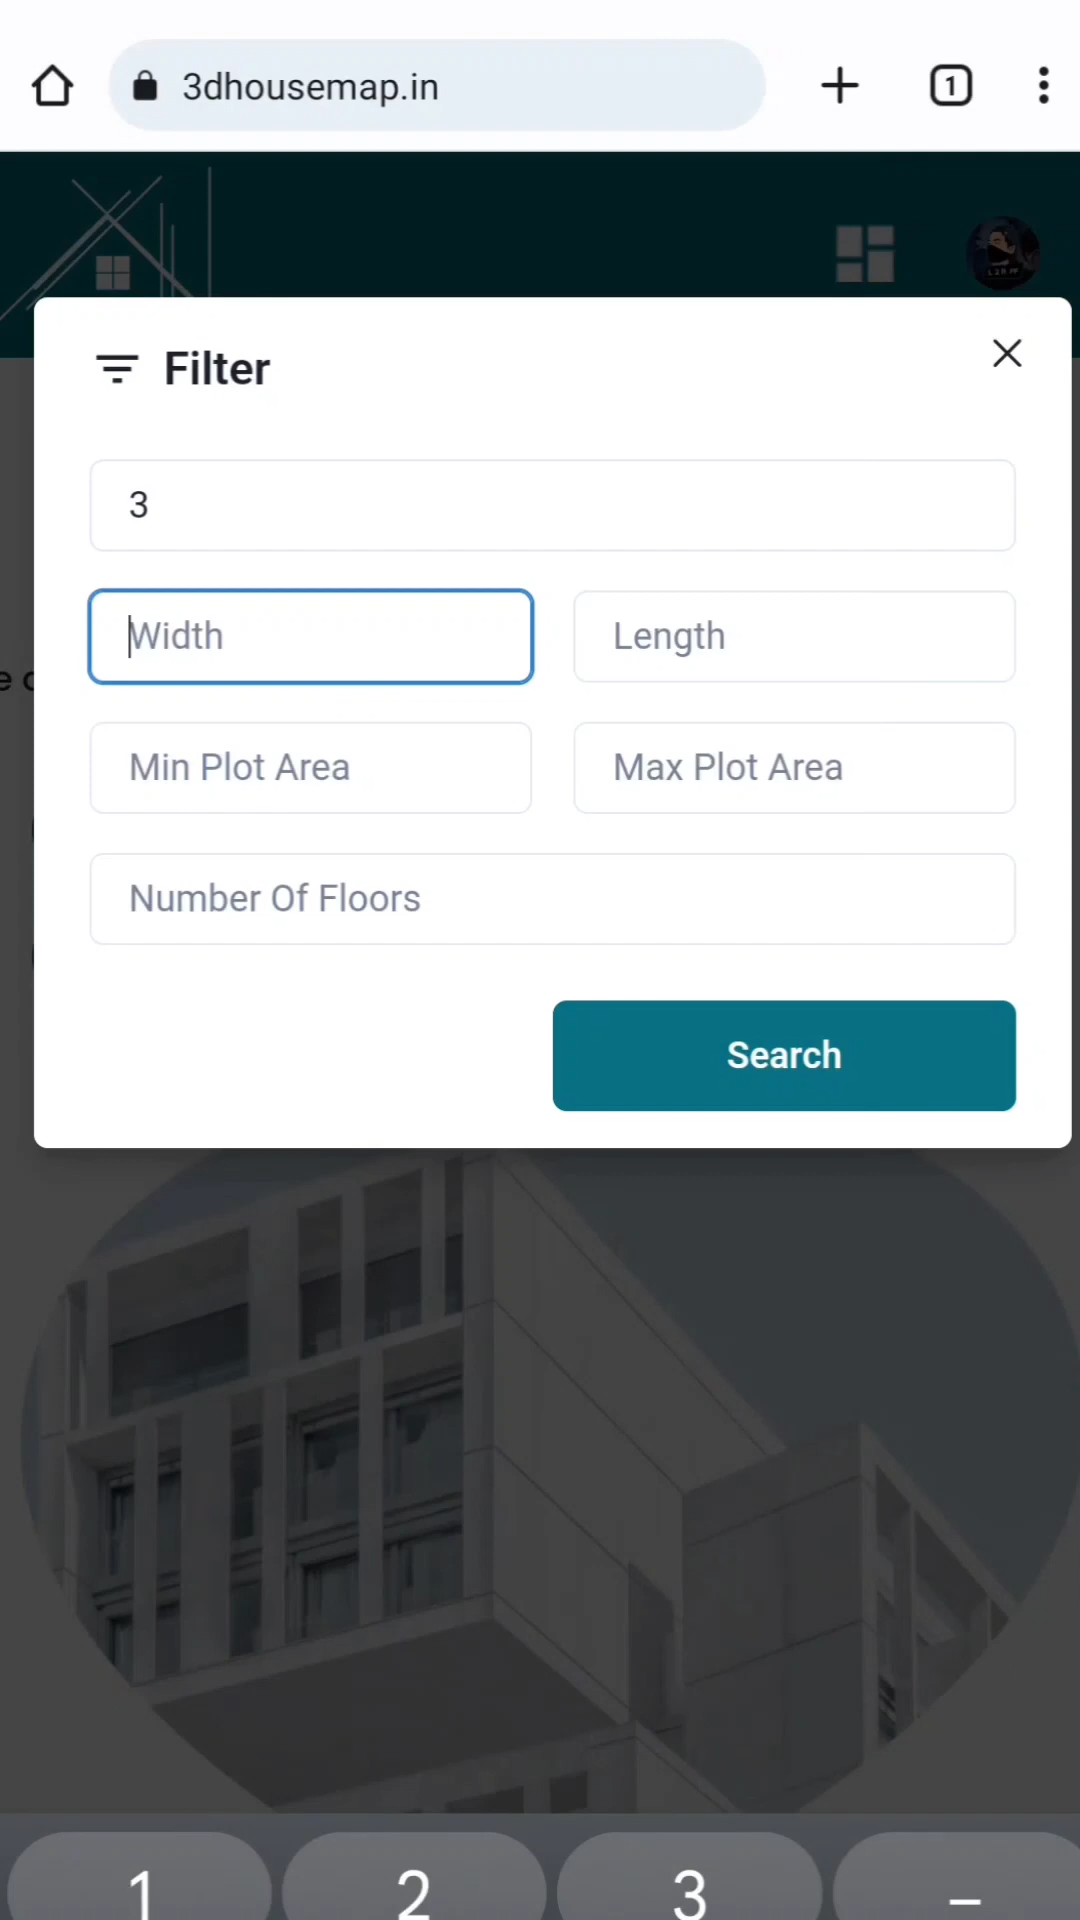 3dhousemap.in
1
Filter
3
Width
Length
Min Plot Area
Max Plot Area
Number Of Floors
Search
1 2 3 –